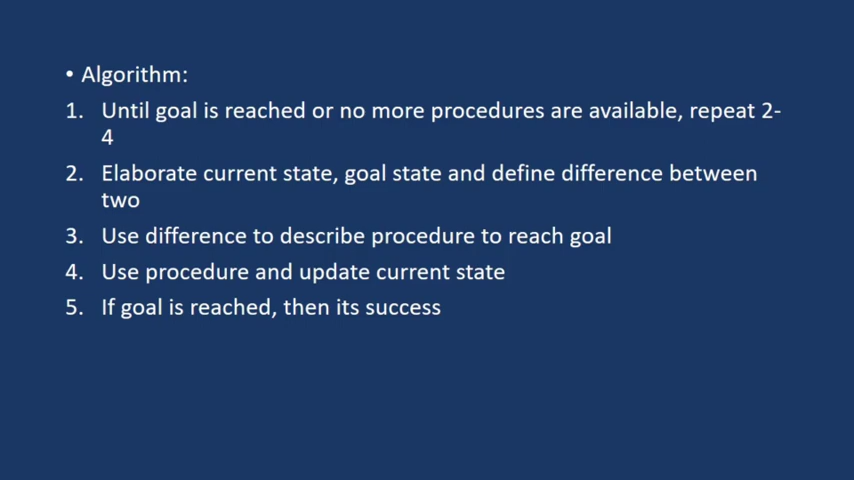 • Algorithm:
1. Until goal is reached or no more procedures are available, repeat 2-
4
2. Elaborate current state, goal state and define difference between
two
3. Use difference to describe procedure to reach goal
4. Use procedure and update current state
5. If goal is reached, then its success